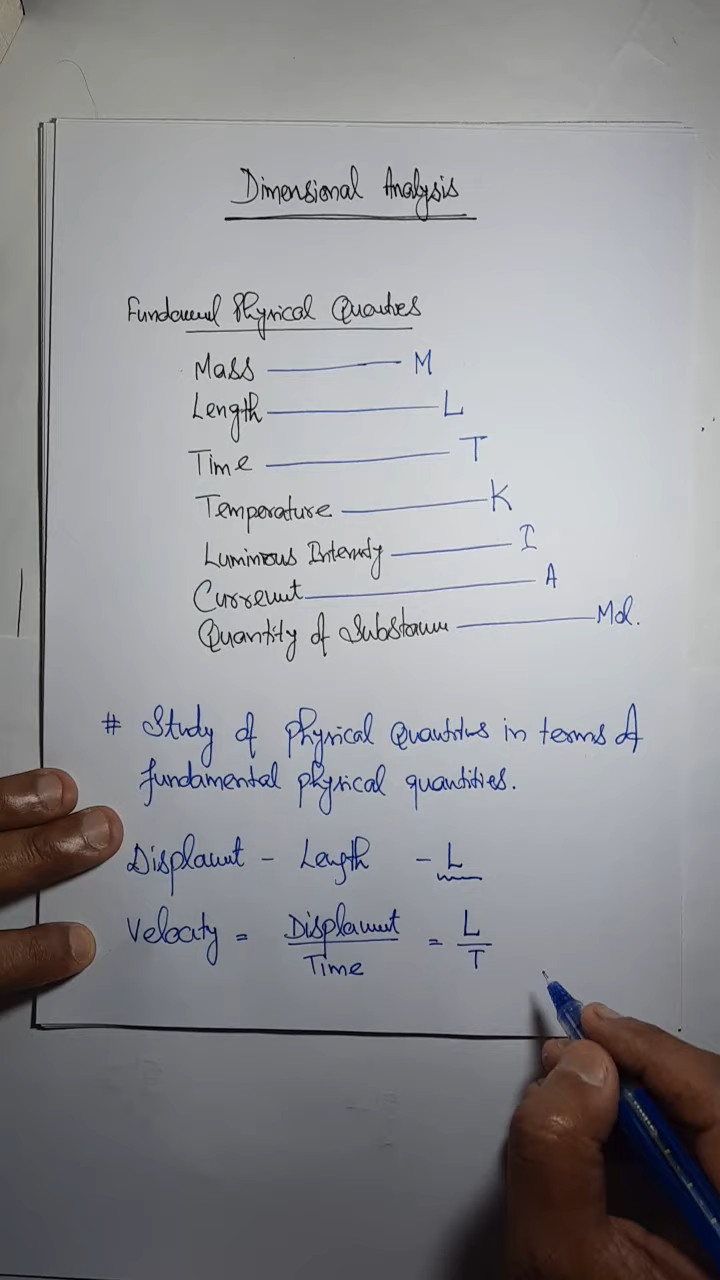 Dimensional Analysis
Fundamental Physical Quantities
Mass — M
Length — L
Time — T
Temperature — K
Luminous Intensity — I
Current — A
Quantity of Substance — Mol.
# Study of physical Quantities in terms of
fundamental physical quantities.
Displacement - Length - L
Velocity = Displacement / Time = L / T